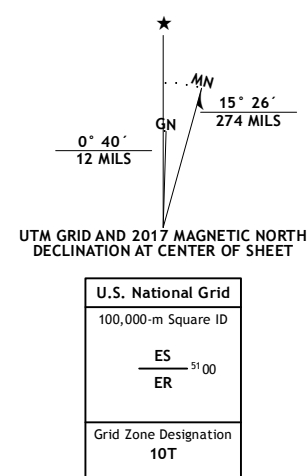 ★
MN
GN
15° 26´
274 MILS
0° 40´
12 MILS
UTM GRID AND 2017 MAGNETIC NORTH
DECLINATION AT CENTER OF SHEET
U.S. National Grid
100,000-m Square ID
ES
51 00
ER
Grid Zone Designation
10T